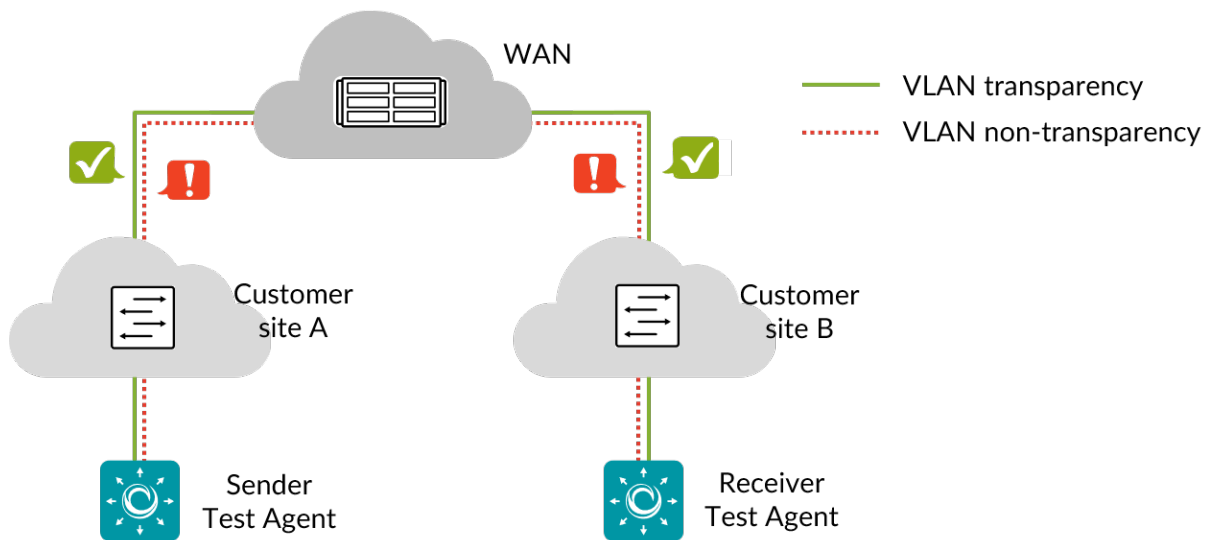 WAN
VLAN transparency
VLAN non-transparency
Customer
site A
Customer
site B
Sender
Test Agent
Receiver
Test Agent